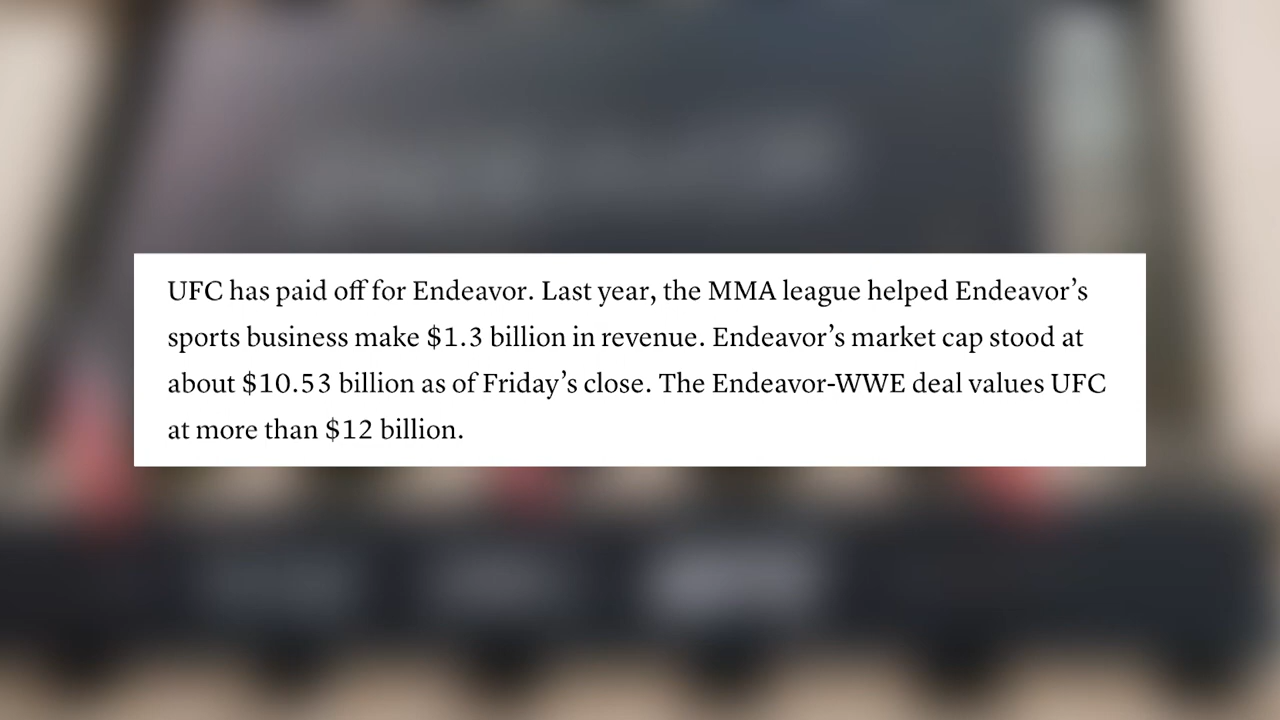 UFC has paid off for Endeavor. Last year, the MMA league helped Endeavor’s
sports business make $1.3 billion in revenue. Endeavor’s market cap stood at
about $10.53 billion as of Friday’s close. The Endeavor-WWE deal values UFC
at more than $12 billion.